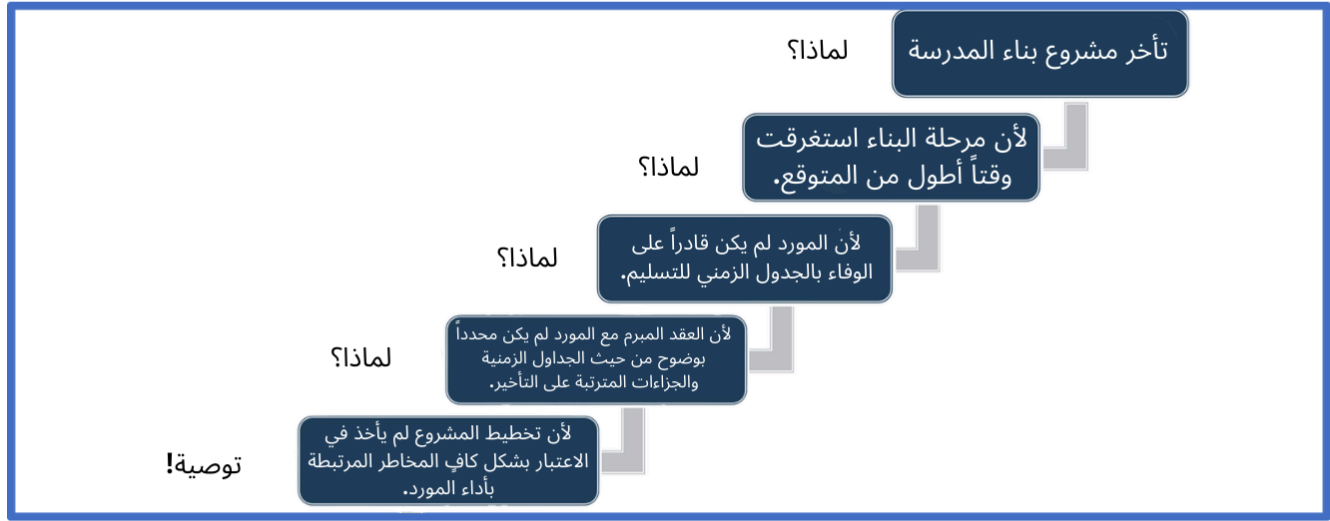 تأخر مشروع بناء المدرسة
لماذا؟
لأن مرحلة البناء استغرقت
وقتاً أطول من المتوقع.
لماذا؟
لأن المورد لم يكن قادراً على
الوفاء بالجدول الزمني للتسليم.
لماذا؟
لأن العقد المبرم مع المورد لم يكن محدداً
بوضوح من حيث الجداول الزمنية
والجزاءات المترتبة على التأخير.
لماذا؟
لأن تخطيط المشروع لم يأخذ في
الاعتبار بشكل كافٍ المخاطر المرتبطة
بأداء المورد.
توصية!